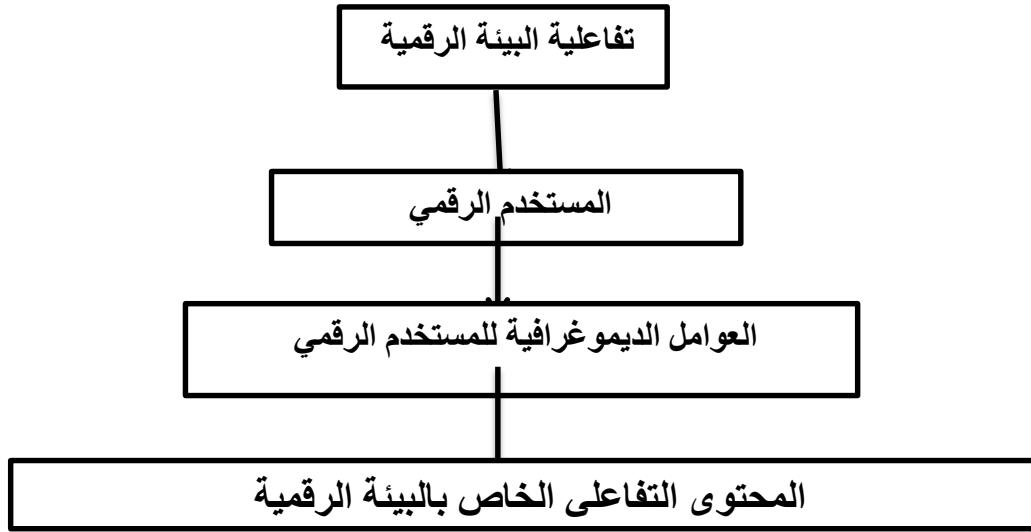 تفاعلية البيئة الرقمية
المستخدم الرقمي
العوامل الديموغرافية للمستخدم الرقمي
المحتوى التفاعلى الخاص بالبيئة الرقمية